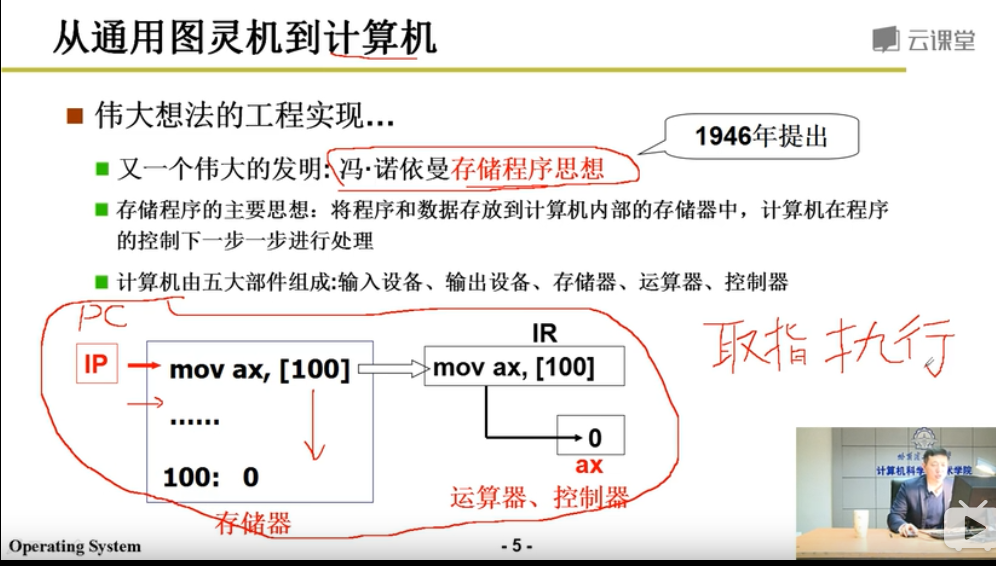 从通用图灵机到计算机
云课堂
伟大想法的工程实现...
1946年提出
又一个伟大的发明:冯·诺依曼存储程序思想
存储程序的主要思想：将程序和数据存放到计算机内部的存储器中，计算机在程序
的控制下一步一步进行处理
计算机由五大部件组成:输入设备、输出设备、存储器、运算器、控制器
PC
IR
取指 执行
IP
mov ax, [100]
mov ax, [100]
......
0
ax
100: 0
运算器、控制器
存储器
计算机科学
学院
Operating System
- 5 -